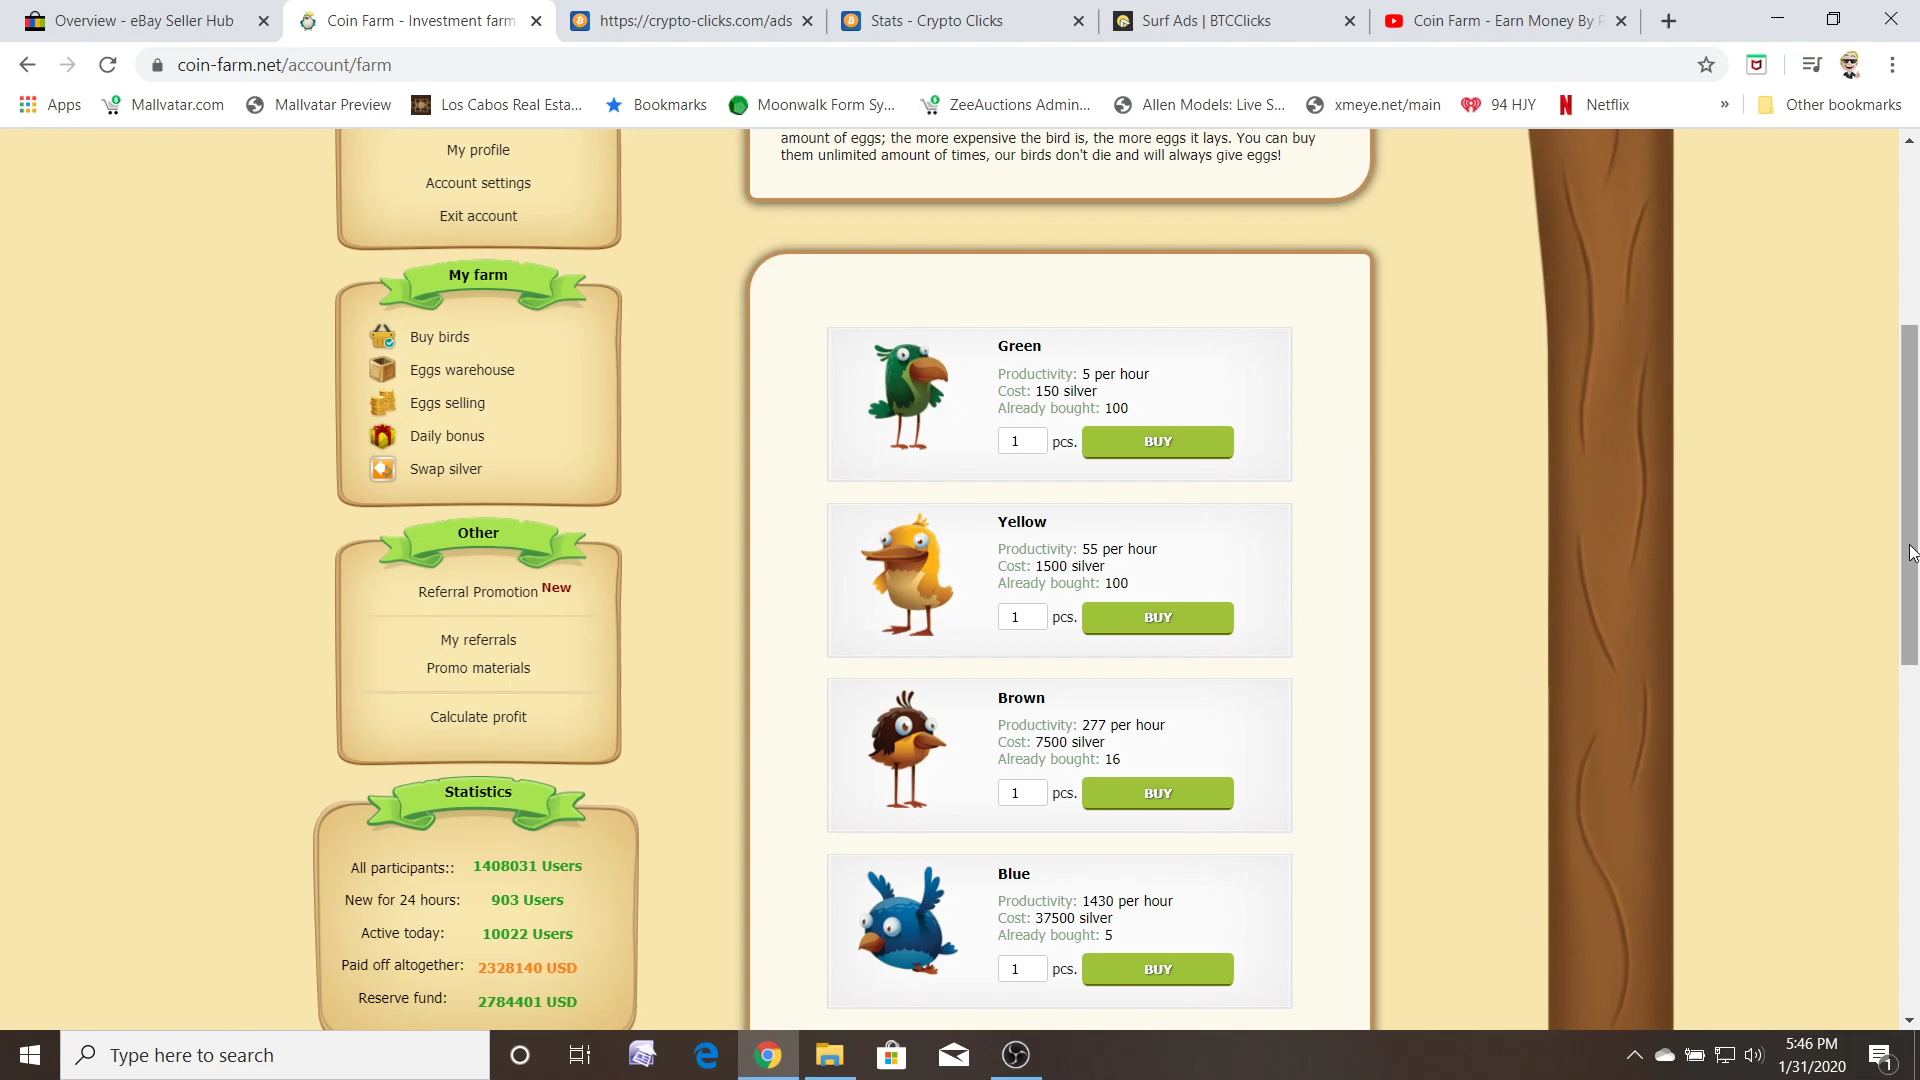 Overview - eBay Seller Hub
Coin Farm - Investment farm
https://crypto-clicks.com/ads
Stats - Crypto Clicks
Surf Ads | BTCClicks
Coin Farm - Earn Money By
coin-farm.net/account/farm
Apps
Mallvatar.com
Mallvatar Preview
Los Cabos Real Esta...
Bookmarks
Moonwalk Form Sy...
ZeeAuctions Admin...
Allen Models: Live S...
xmeye.net/main
94 HJY
Netflix
»
Other bookmarks
My profile
Account settings
Exit account
My farm
Buy birds
Eggs warehouse
Eggs selling
Daily bonus
Swap silver
Other
Referral Promotion New
My referrals
Promo materials
Calculate profit
Statistics
All participants:: 1408031 Users
New for 24 hours: 903 Users
Active today: 10022 Users
Paid off altogether: 2328140 USD
Reserve fund: 2784401 USD
amount of eggs; the more expensive the bird is, the more eggs it lays. You can buy
them unlimited amount of times, our birds don't die and will always give eggs!
Green
Productivity: 5 per hour
Cost: 150 silver
Already bought: 100
1 pcs. BUY
Yellow
Productivity: 55 per hour
Cost: 1500 silver
Already bought: 100
1 pcs. BUY
Brown
Productivity: 277 per hour
Cost: 7500 silver
Already bought: 16
1 pcs. BUY
Blue
Productivity: 1430 per hour
Cost: 37500 silver
Already bought: 5
1 pcs. BUY
Type here to search
5:46 PM
1/31/2020
1